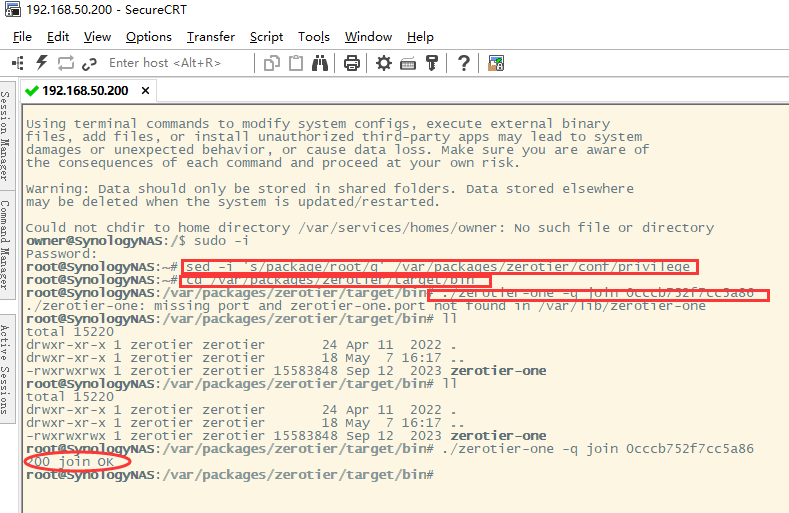 192.168.50.200 - SecureCRT
File Edit View Options Transfer Script Tools Window Help
Enter host <Alt+R>
192.168.50.200
Session Manager
Command Manager
Active Sessions
Using terminal commands to modify system configs, execute external binary
files, add files, or install unauthorized third-party apps may lead to system
damages or unexpected behavior, or cause data loss. Make sure you are aware of
the consequences of each command and proceed at your own risk.
Warning: Data should only be stored in shared folders. Data stored elsewhere
may be deleted when the system is updated/restarted.
Could not chdir to home directory /var/services/homes/owner: No such file or directory
owner@SynologyNAS:/$ sudo -i
Password:
root@SynologyNAS:~# sed -i 's/package/root/g' /var/packages/zerotier/conf/privilege
root@SynologyNAS:~# cd /var/packages/zerotier/target/bin
root@SynologyNAS:/var/packages/zerotier/target/bin# ./zerotier-one -q join 0cccb752f7cc5a86
./zerotier-one: missing port and zerotier-one.port not found in /var/lib/zerotier-one
root@SynologyNAS:/var/packages/zerotier/target/bin# ll
total 15220
drwxr-xr-x 1 zerotier zerotier 24 Apr 11 2022 .
drwxr-xr-x 1 zerotier zerotier 18 May 7 16:17 ..
-rwxrwxrwx 1 zerotier zerotier 15583848 Sep 12 2023 zerotier-one
root@SynologyNAS:/var/packages/zerotier/target/bin# ll
total 15220
drwxr-xr-x 1 zerotier zerotier 24 Apr 11 2022 .
drwxr-xr-x 1 zerotier zerotier 18 May 7 16:17 ..
-rwxrwxrwx 1 zerotier zerotier 15583848 Sep 12 2023 zerotier-one
root@SynologyNAS:/var/packages/zerotier/target/bin# ./zerotier-one -q join 0cccb752f7cc5a86
200 join OK
root@SynologyNAS:/var/packages/zerotier/target/bin#